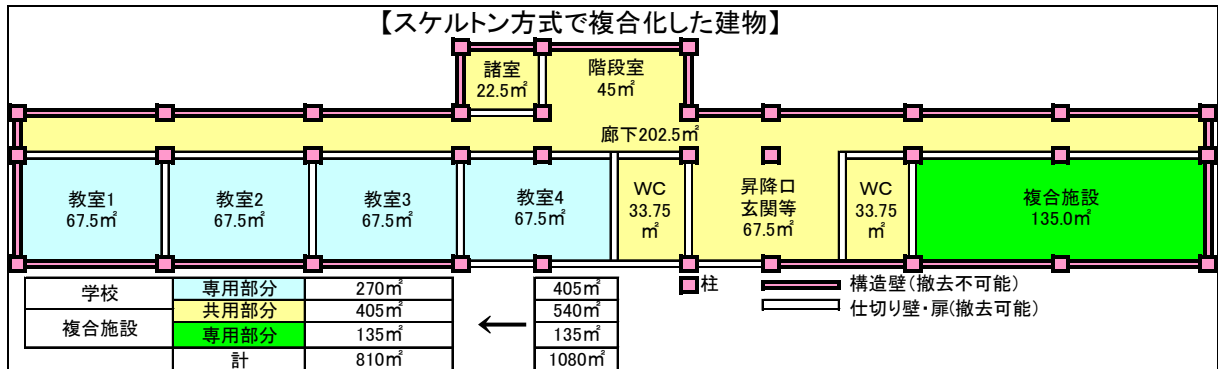 【スケルトン方式で複合化した建物】
諸室
22.5㎡
階段室
45㎡
廊下202.5㎡
教室1
67.5㎡
教室2
67.5㎡
教室3
67.5㎡
教室4
67.5㎡
WC
33.75
㎡
昇降口
玄関等
67.5㎡
WC
33.75
㎡
複合施設
135.0㎡
学校 専用部分 270㎡ 405㎡
共用部分 405㎡ 540㎡
複合施設 専用部分 135㎡ ← 135㎡
計 810㎡ 1080㎡
柱
構造壁(撤去不可能)
仕切り壁・扉(撤去可能)